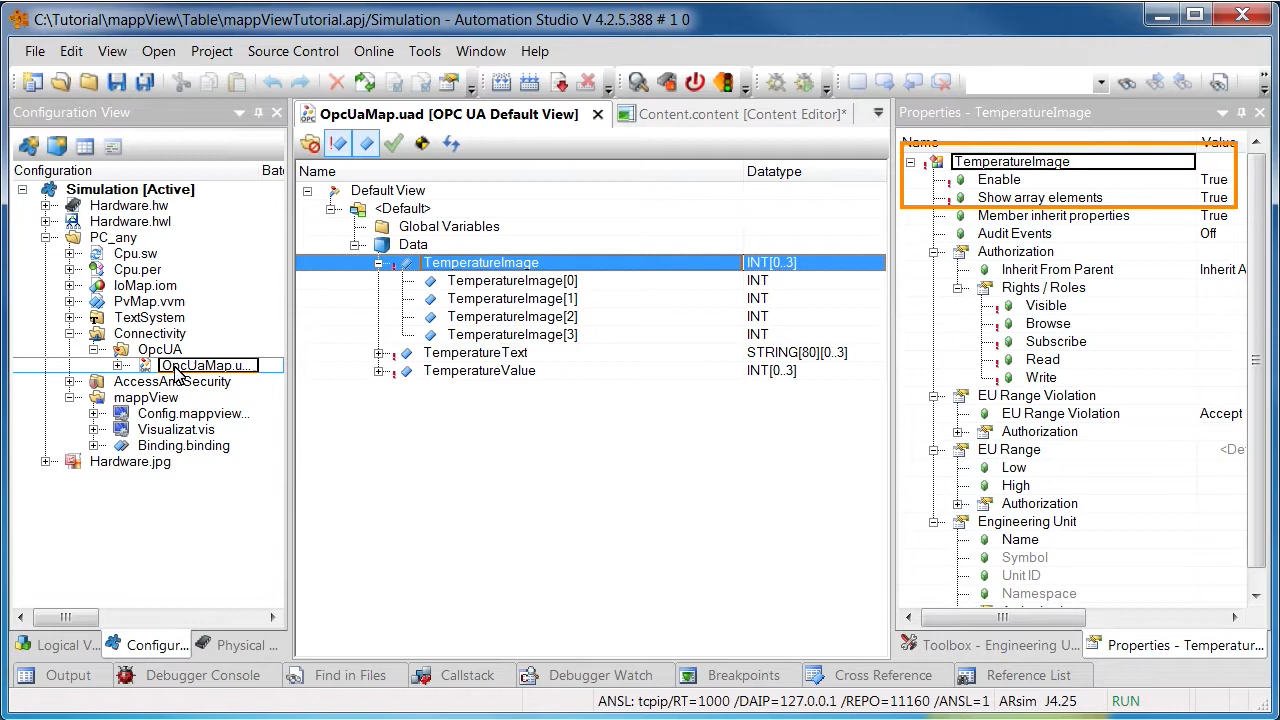 C:\Tutorial\mappView\Table\mappViewTutorial.apj/Simulation - Automation Studio V 4.2.5.388 # 1 0
File Edit View Open Project Source Control Online Tools Window Help
Configuration View
Configuration Bat
Simulation [Active]
Hardware.hw
Hardware.hwl
PC_any
Cpu.sw
Cpu.per
IoMap.iom
PvMap.vvm
TextSystem
Connectivity
OpcUA
OpcUaMap.u...
AccessAndSecurity
mappView
Config.mappview...
Visualizat.vis
Binding.binding
Hardware.jpg
Logical V... Configur... Physical ...
OpcUaMap.uad [OPC UA Default View] Content.content [Content Editor]*
Name Datatype
Default View
<Default>
Global Variables
Data
TemperatureImage INT[0..3]
TemperatureImage[0] INT
TemperatureImage[1] INT
TemperatureImage[2] INT
TemperatureImage[3] INT
TemperatureText STRING[80][0..3]
TemperatureValue INT[0..3]
Properties - TemperatureImage
Name Value
TemperatureImage
Enable True
Show array elements True
Member inherit properties True
Audit Events Off
Authorization
Inherit From Parent Inherit A
Rights / Roles
Visible
Browse
Subscribe
Read
Write
EU Range Violation
EU Range Violation Accept
Authorization
EU Range <De
Low
High
Authorization
Engineering Unit
Name
Symbol
Unit ID
Namespace
Toolbox - Engineering U... Properties - Temperatur...
Output Debugger Console Find in Files Callstack Debugger Watch Breakpoints Cross Reference Reference List
ANSL: tcpip/RT=1000 /DAIP=127.0.0.1 /REPO=11160 /ANSL=1 ARsim J4.25 RUN